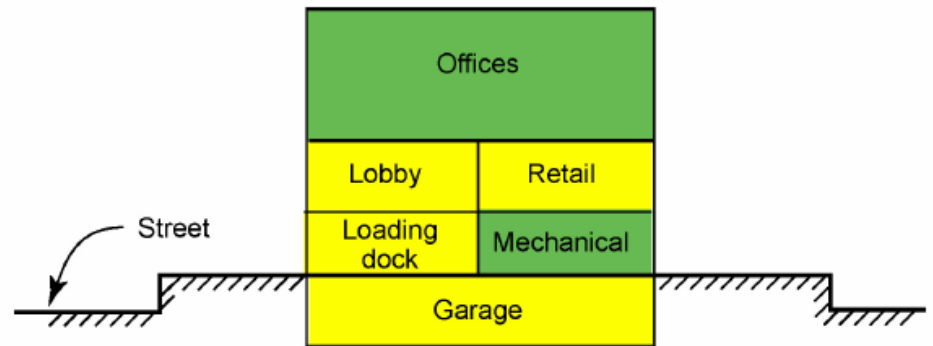 Offices
Lobby
Retail
Street
Loading
dock
Mechanical
Garage